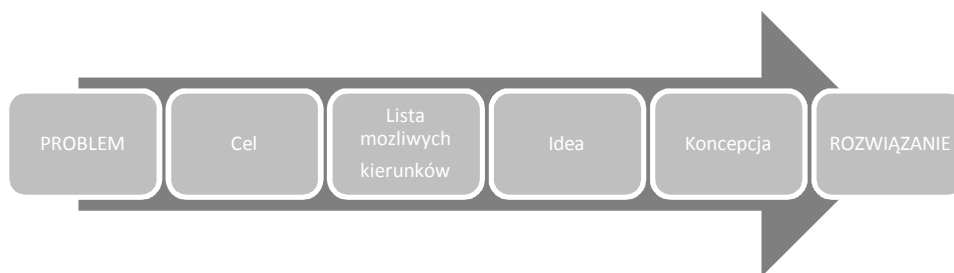 PROBLEM
Cel
Lista
mozliwych
kierunków
Idea
Koncepcja
ROZWIĄZANIE